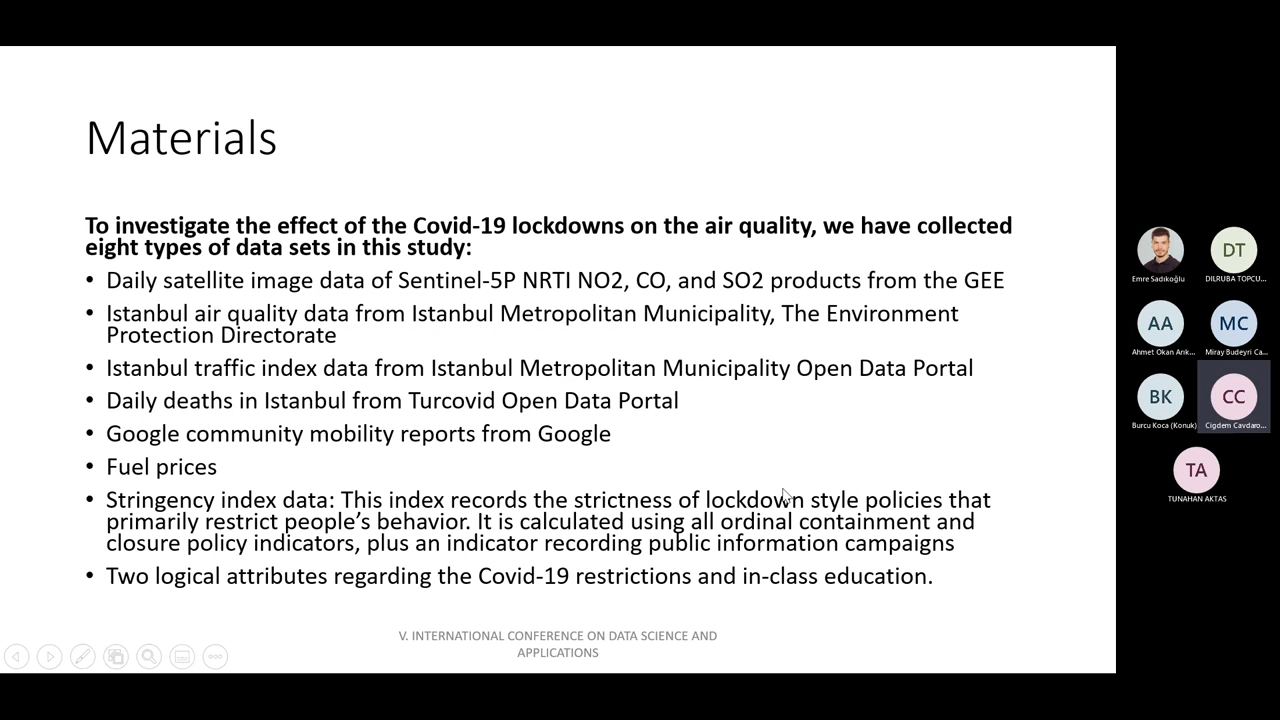 Materials
To investigate the effect of the Covid-19 lockdowns on the air quality, we have collected
eight types of data sets in this study:
• Daily satellite image data of Sentinel-5P NRTI NO2, CO, and SO2 products from the GEE
• Istanbul air quality data from Istanbul Metropolitan Municipality, The Environment
Protection Directorate
• Istanbul traffic index data from Istanbul Metropolitan Municipality Open Data Portal
• Daily deaths in Istanbul from Turcovid Open Data Portal
• Google community mobility reports from Google
• Fuel prices
• Stringency index data: This index records the strictness of lockdown style policies that
primarily restrict people’s behavior. It is calculated using all ordinal containment and
closure policy indicators, plus an indicator recording public information campaigns
• Two logical attributes regarding the Covid-19 restrictions and in-class education.
V. INTERNATIONAL CONFERENCE ON DATA SCIENCE AND
APPLICATIONS
Emre Sadıkoğlu
DT
DILRUBA TOPCU...
AA
Ahmet Okan Arık...
MC
Miray Budeyri Ca...
BK
Burcu Koca (Konuk)
CC
Cigdem Cavdaro...
TA
TUNAHAN AKTAS